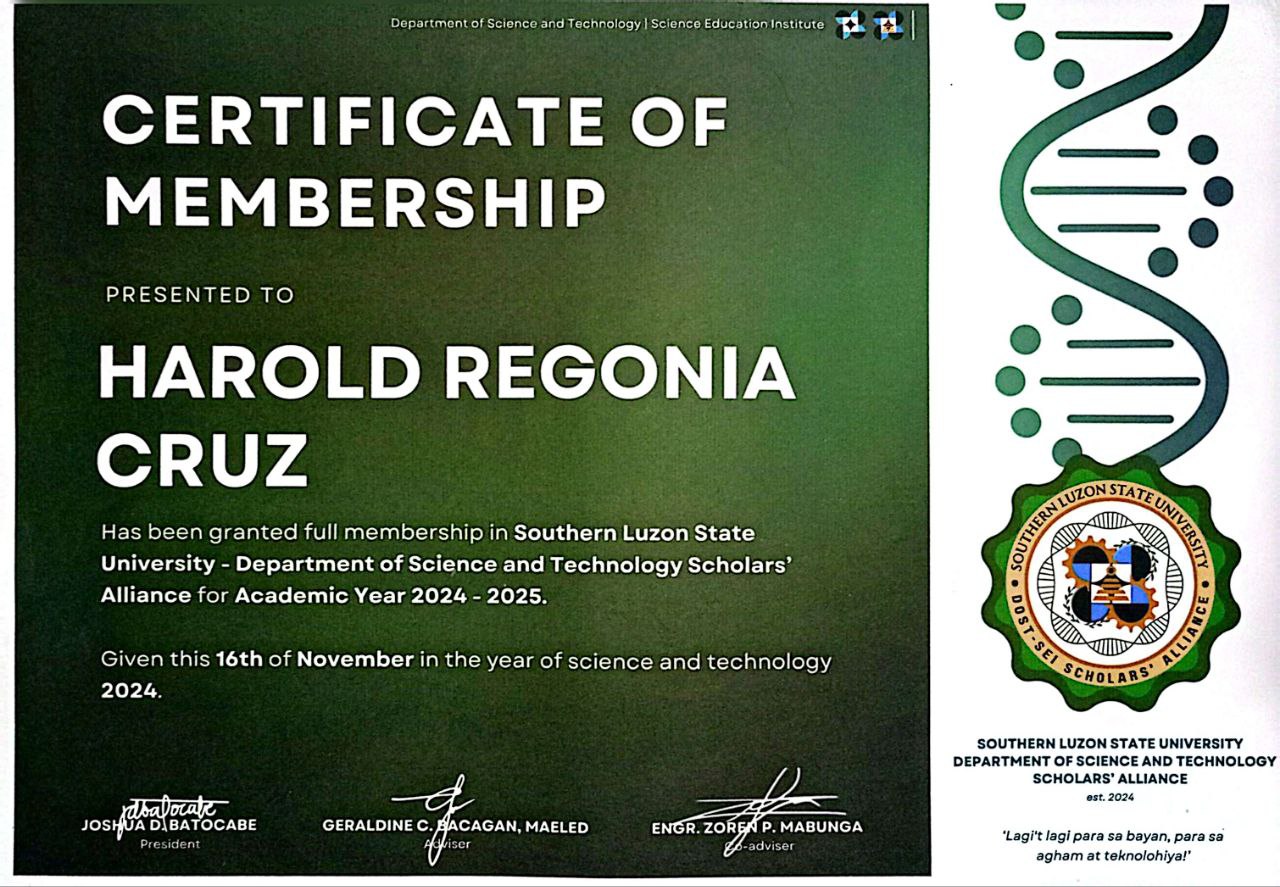 Department of Science and Technology | Science Education Institute
CERTIFICATE OF
MEMBERSHIP
PRESENTED TO
HAROLD REGONIA
CRUZ
Has been granted full membership in Southern Luzon State
University - Department of Science and Technology Scholars'
Alliance for Academic Year 2024 - 2025.
Given this 16th of November in the year of science and technology
2024.
JOSHUA D. BATOCABE
President
GERALDINE C. BACAGAN, MAELED
Adviser
ENGR. ZOREN P. MABUNGA
Co-adviser
SOUTHERN LUZON STATE UNIVERSITY
DOST-SEI SCHOLARS' ALLIANCE
SOUTHERN LUZON STATE UNIVERSITY
DEPARTMENT OF SCIENCE AND TECHNOLOGY
SCHOLARS' ALLIANCE
est. 2024
'Lagi't lagi para sa bayan, para sa
agham at teknolohiya!'